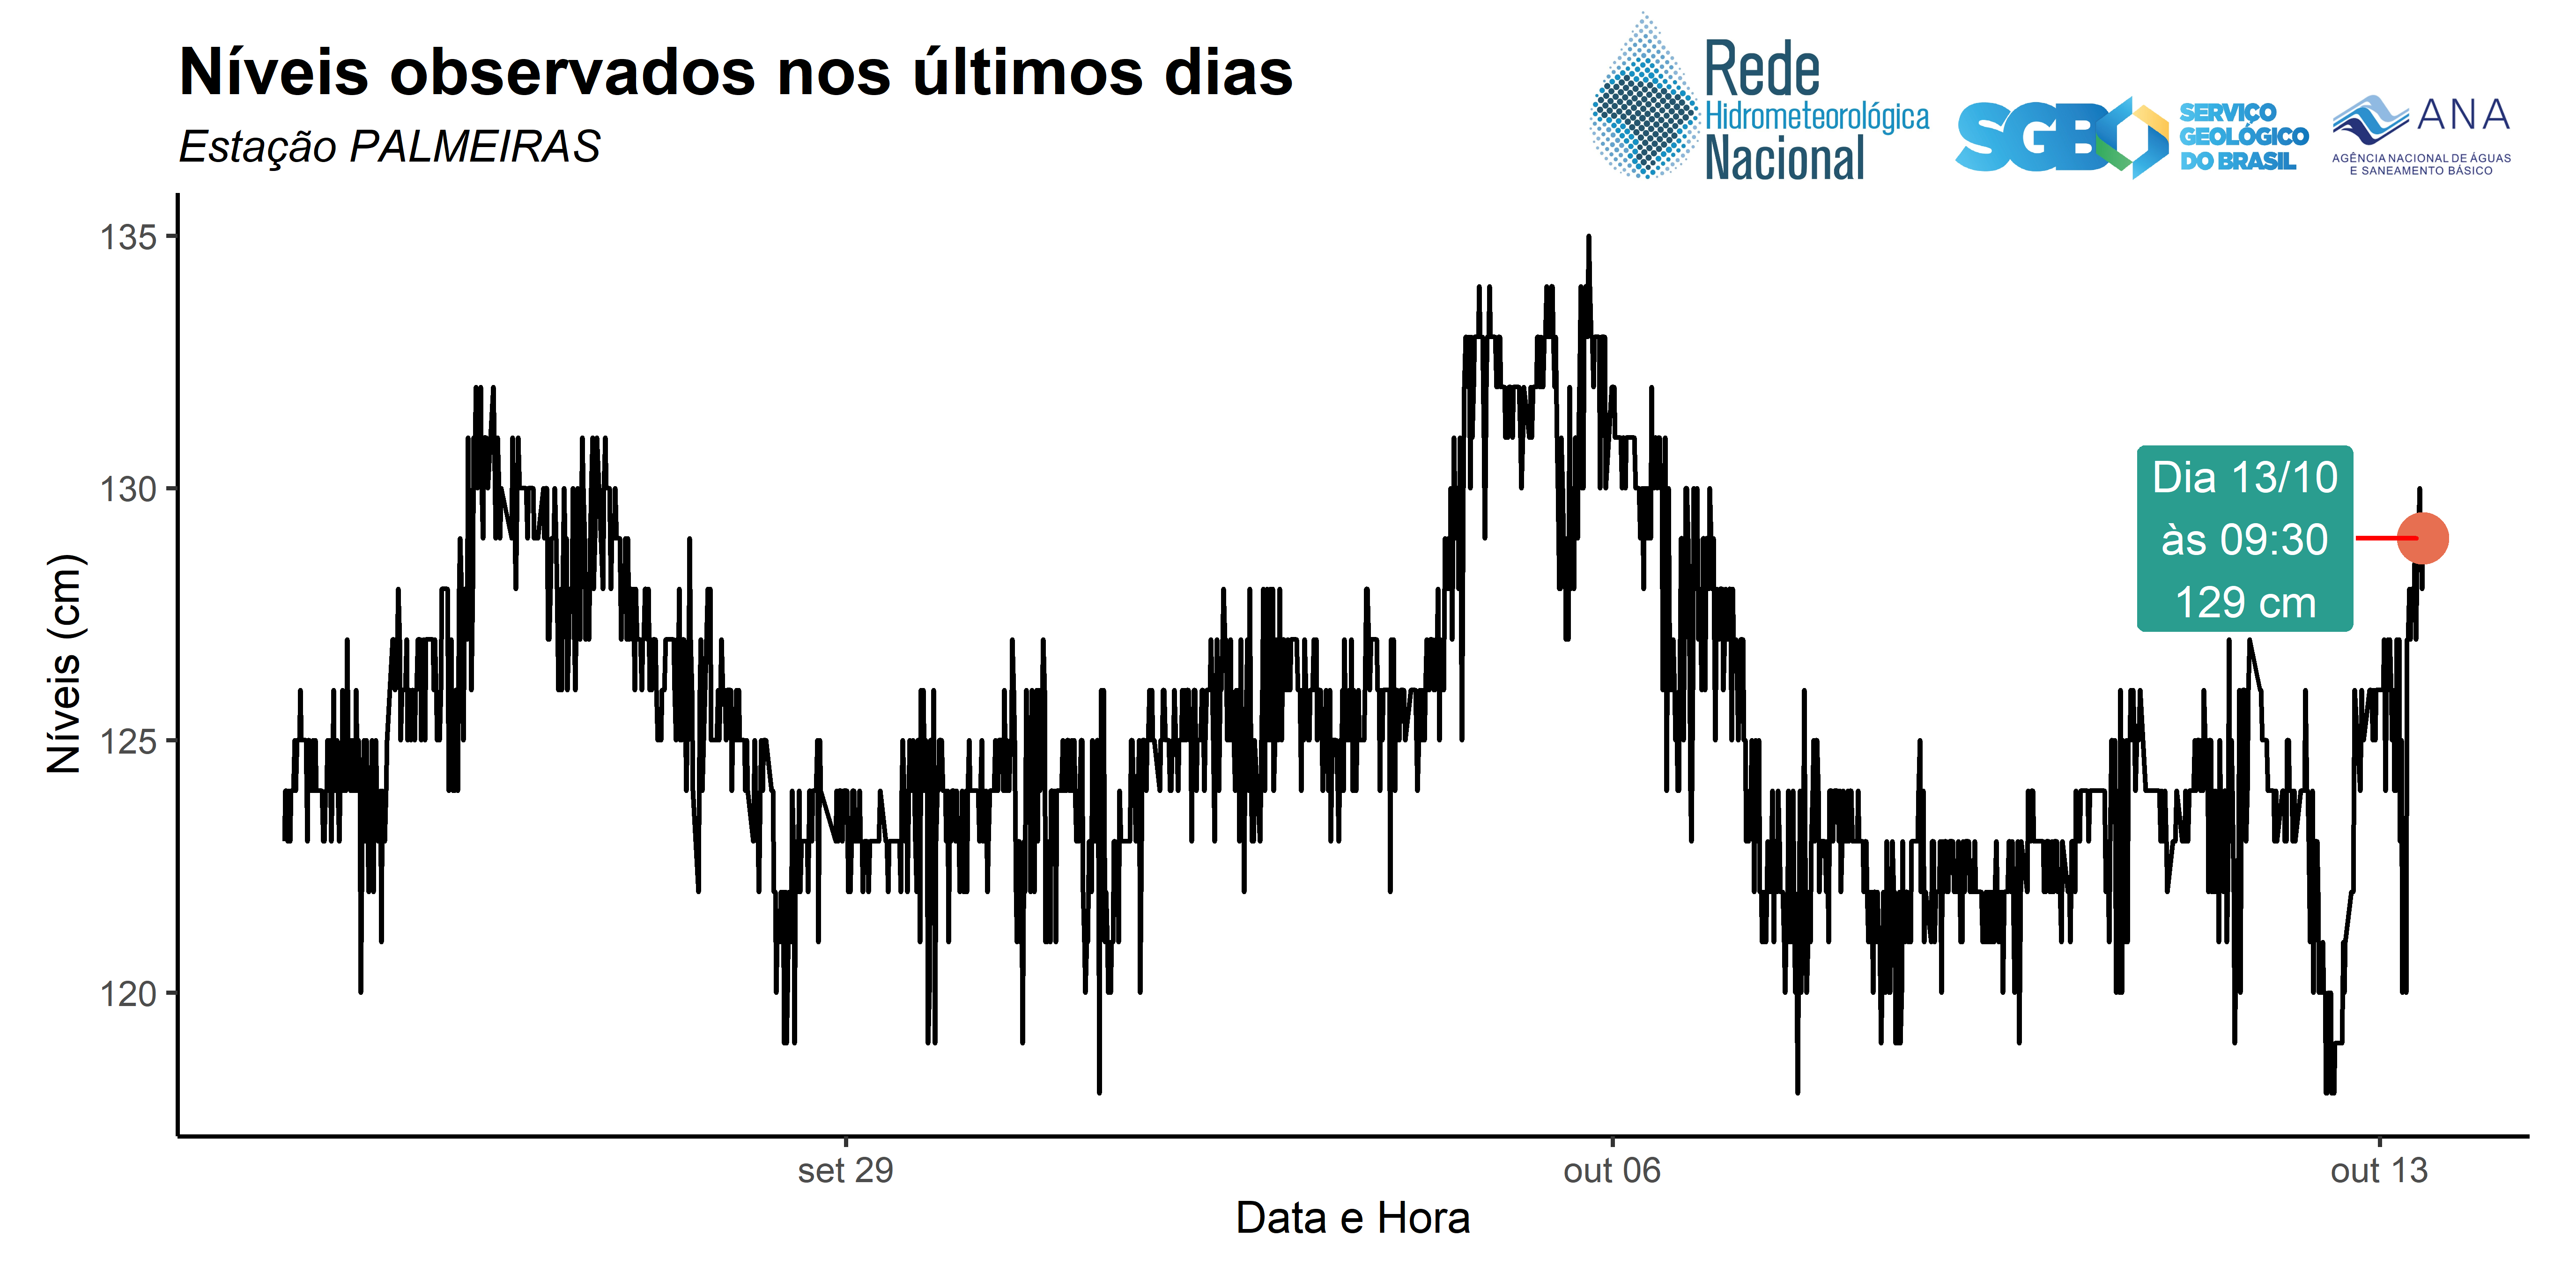 Níveis observados nos últimos dias
Estação PALMEIRAS
Rede
Hidrometeorológica
Nacional
SGB
SERVIÇO
GEOLÓGICO
DO BRASIL
ANA
AGÊNCIA NACIONAL DE ÁGUAS
E SANEAMENTO BÁSICO
Níveis (cm)
135
130
125
120
Dia 13/10
às 09:30
129 cm
set 29
out 06
out 13
Data e Hora